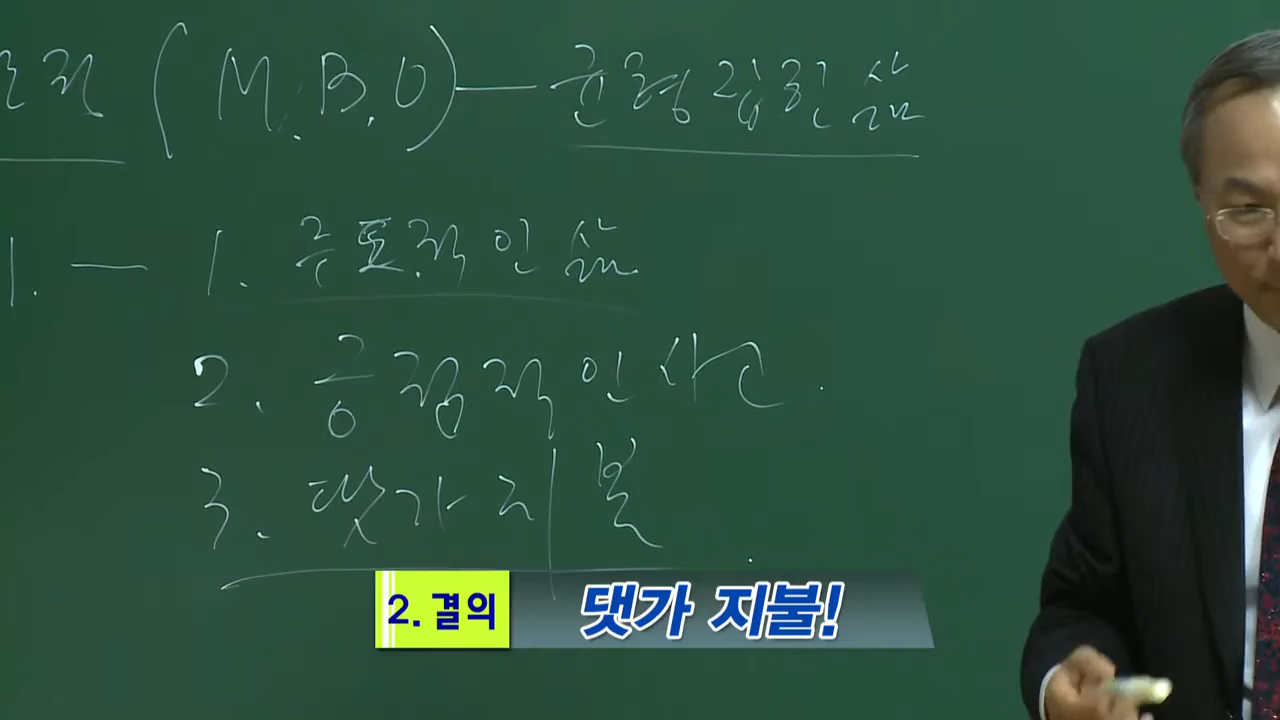 (M.B.O) — 균형잡힌 삶
1. — 1. 주도적인 삶
2. 긍정적인 사고.
3. 댓가 지불.
2. 결의 댓가 지불!